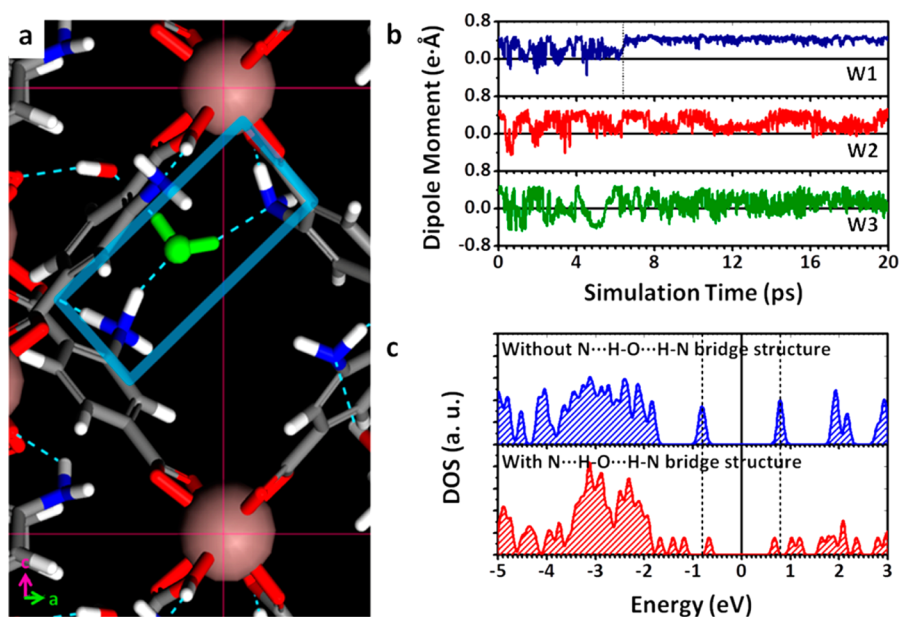 a
c
a
b
Dipole Moment (e·Å)
0.8
0.0
W1
0.8
0.0
W2
0.8
0.0
-0.8
W3
0 4 8 12 16 20
Simulation Time (ps)
c
DOS (a. u.)
Without N···H-O···H-N bridge structure
With N···H-O···H-N bridge structure
-5 -4 -3 -2 -1 0 1 2 3
Energy (eV)